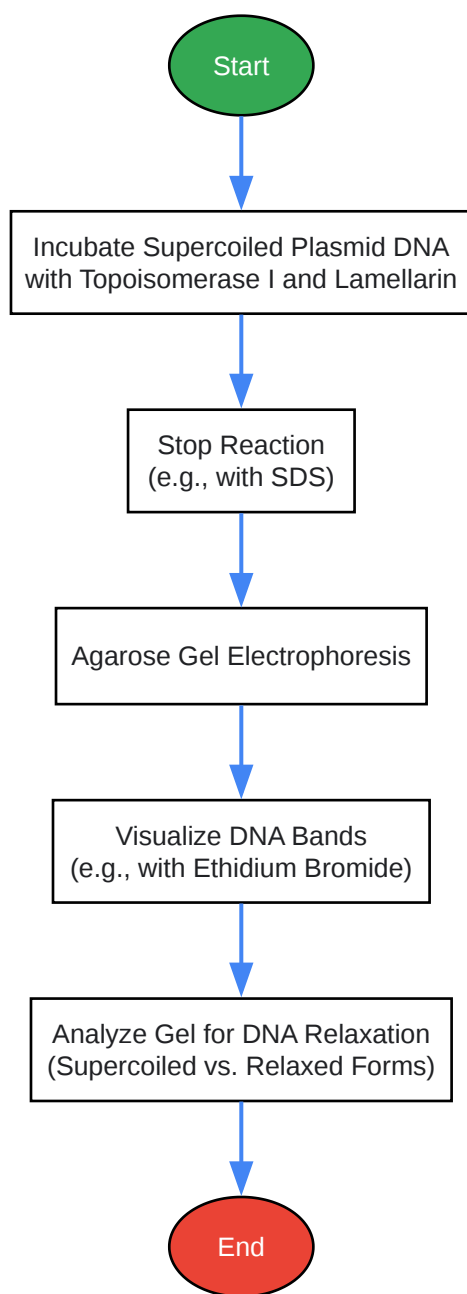 Start
Incubate Supercoiled Plasmid DNA
with Topoisomerase I and Lamellarin
Stop Reaction
(e.g., with SDS)
Agarose Gel Electrophoresis
Visualize DNA Bands
(e.g., with Ethidium Bromide)
Analyze Gel for DNA Relaxation
(Supercoiled vs. Relaxed Forms)
End